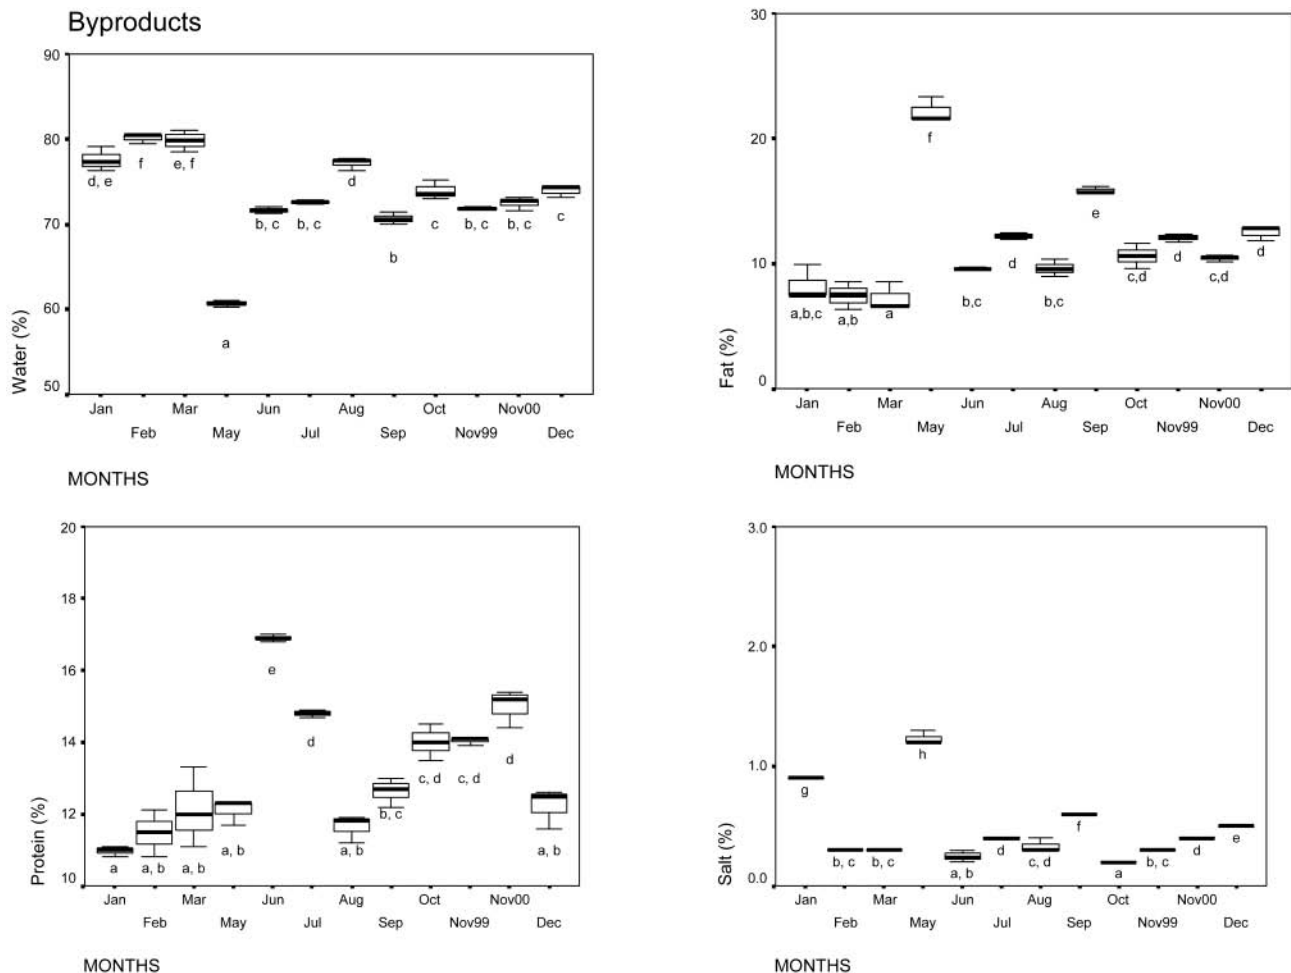 Byproducts
Water (%)
90
80
70
60
50
d, e
f
e, f
a
b, c
b, c
d
b
c
b, c
b, c
c
Jan Mar Jun Aug Oct Nov00
Feb May Jul Sep Nov99 Dec
MONTHS
Fat (%)
30
20
10
0
a,b,c
a,b
a
f
b,c
d
b,c
e
c,d
d
c,d
d
Jan Mar Jun Aug Oct Nov00
Feb May Jul Sep Nov99 Dec
MONTHS
Protein (%)
20
18
16
14
12
10
a
a, b
a, b
a, b
e
d
a, b
b, c
c, d
c, d
d
a, b
Jan Mar Jun Aug Oct Nov00
Feb May Jul Sep Nov99 Dec
MONTHS
Salt (%)
3.0
2.0
1.0
0.0
g
b, c
b, c
h
a, b
d
c, d
f
a
b, c
d
e
Jan Mar Jun Aug Oct Nov00
Feb May Jul Sep Nov99 Dec
MONTHS